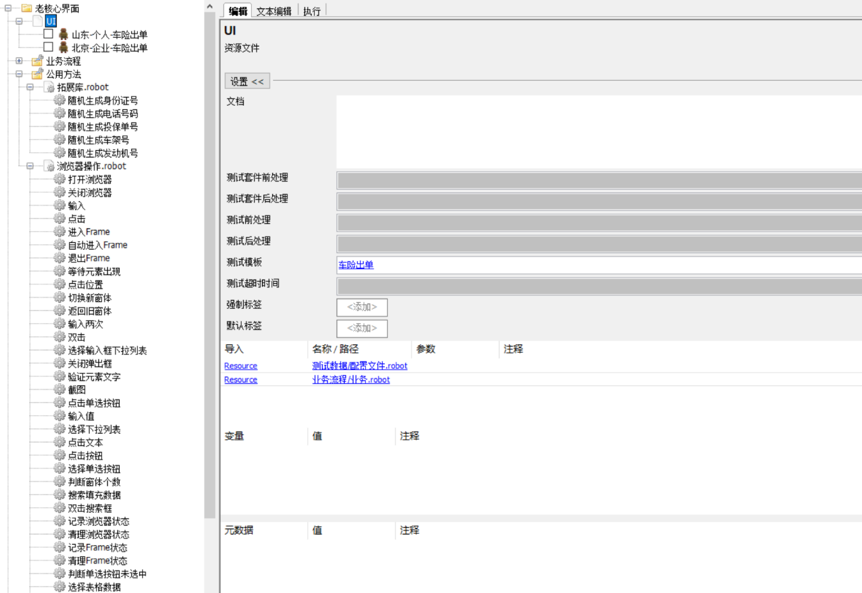 老核心界面
UI
山东-个人-车险出单
北京-企业-车险出单
业务流程
公用方法
拓展库.robot
随机生成身份证号
随机生成电话号码
随机生成投保单号
随机生成车架号
随机生成发动机号
浏览器操作.robot
打开浏览器
关闭浏览器
输入
点击
进入Frame
自动进入Frame
退出Frame
等待元素出现
点击位置
切换新窗体
返回旧窗体
输入两次
双击
选择输入框下拉列表
关闭弹出框
验证元素文字
截图
点击单选按钮
输入值
选择下拉列表
点击文本
点击按钮
选择单选按钮
判断窗体个数
搜索填充数据
双击搜索框
记录浏览器状态
清理浏览器状态
记录Frame状态
清理Frame状态
判断单选按钮未选中
选择表格数据
编辑 文本编辑 执行
UI
资源文件
设置 <<
文档
测试套件前处理
测试套件后处理
测试前处理
测试后处理
测试模板 车险出单
测试超时时间
强制标签 <添加>
默认标签 <添加>
导入 名称 / 路径 参数 注释
Resource 测试数据/配置文件.robot
Resource 业务流程/业务.robot
变量 值 注释
元数据 值 注释